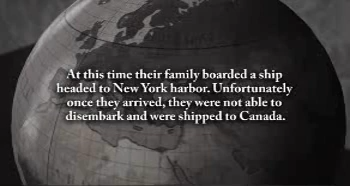 At this time their family boarded a ship
headed to New York harbor. Unfortunately
once they arrived, they were not able to
disembark and were shipped to Canada.